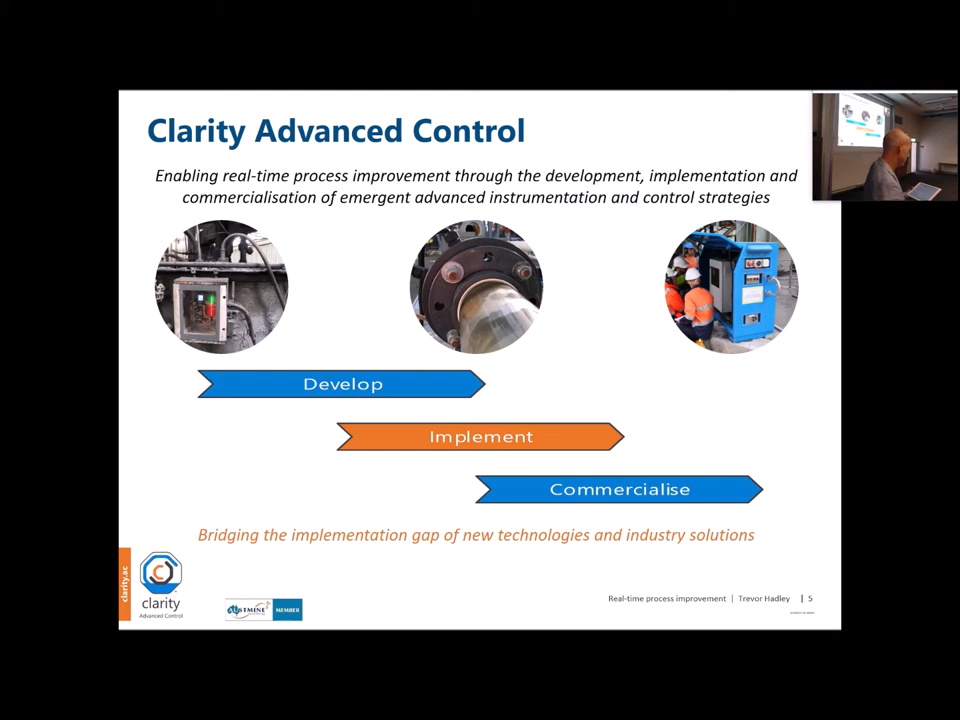 Clarity Advanced Control
Enabling real-time process improvement through the development, implementation and
commercialisation of emergent advanced instrumentation and control strategies
Develop
Implement
Commercialise
Bridging the implementation gap of new technologies and industry solutions
clarity.ac
clarity
Advanced Control
AUSTMINE
MEMBER
Real-time process improvement | Trevor Hadley | 5